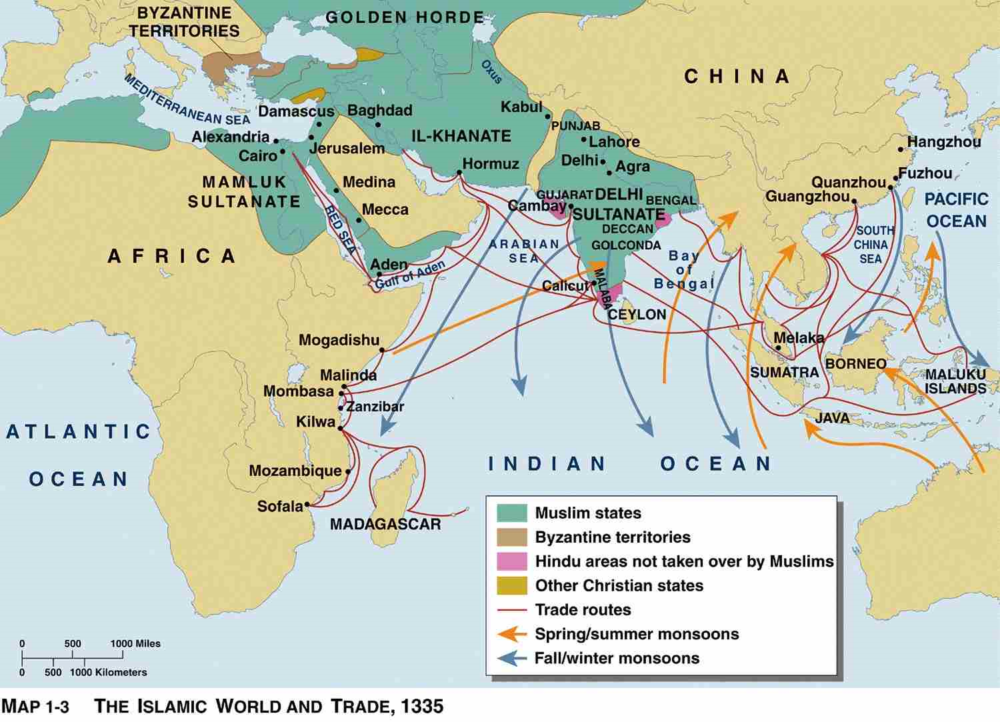 BYZANTINE
TERRITORIES
GOLDEN HORDE
Oxus
CHINA
MEDITERRANEAN SEA
Damascus
Baghdad
Kabul
PUNJAB
IL-KHANATE
Alexandria
Jerusalem
Lahore
Hangzhou
Cairo
Hormuz
Delhi
Agra
Fuzhou
MAMLUK
SULTANATE
Medina
Quanzhou
Guangzhou
GUJARAT
DELHI
SULTANATE
BENGAL
PACIFIC
OCEAN
Cambay
Mecca
RED SEA
DECCAN
GOLCONDA
SOUTH
CHINA
SEA
AFRICA
ARABIAN
SEA
Bay
of
Bengal
Aden
Gulf of Aden
Calicut
MALABA
CEYLON
Mogadishu
Melaka
Malinda
SUMATRA
BORNEO
MALUKU
ISLANDS
Mombasa
Zanzibar
Kilwa
JAVA
ATLANTIC
OCEAN
INDIAN OCEAN
Mozambique
Sofala
MADAGASCAR
Muslim states
Byzantine territories
Hindu areas not taken over by Muslims
Other Christian states
Trade routes
Spring/summer monsoons
Fall/winter monsoons
0 500 1000 Miles
0 500 1000 Kilometers
MAP 1-3 THE ISLAMIC WORLD AND TRADE, 1335